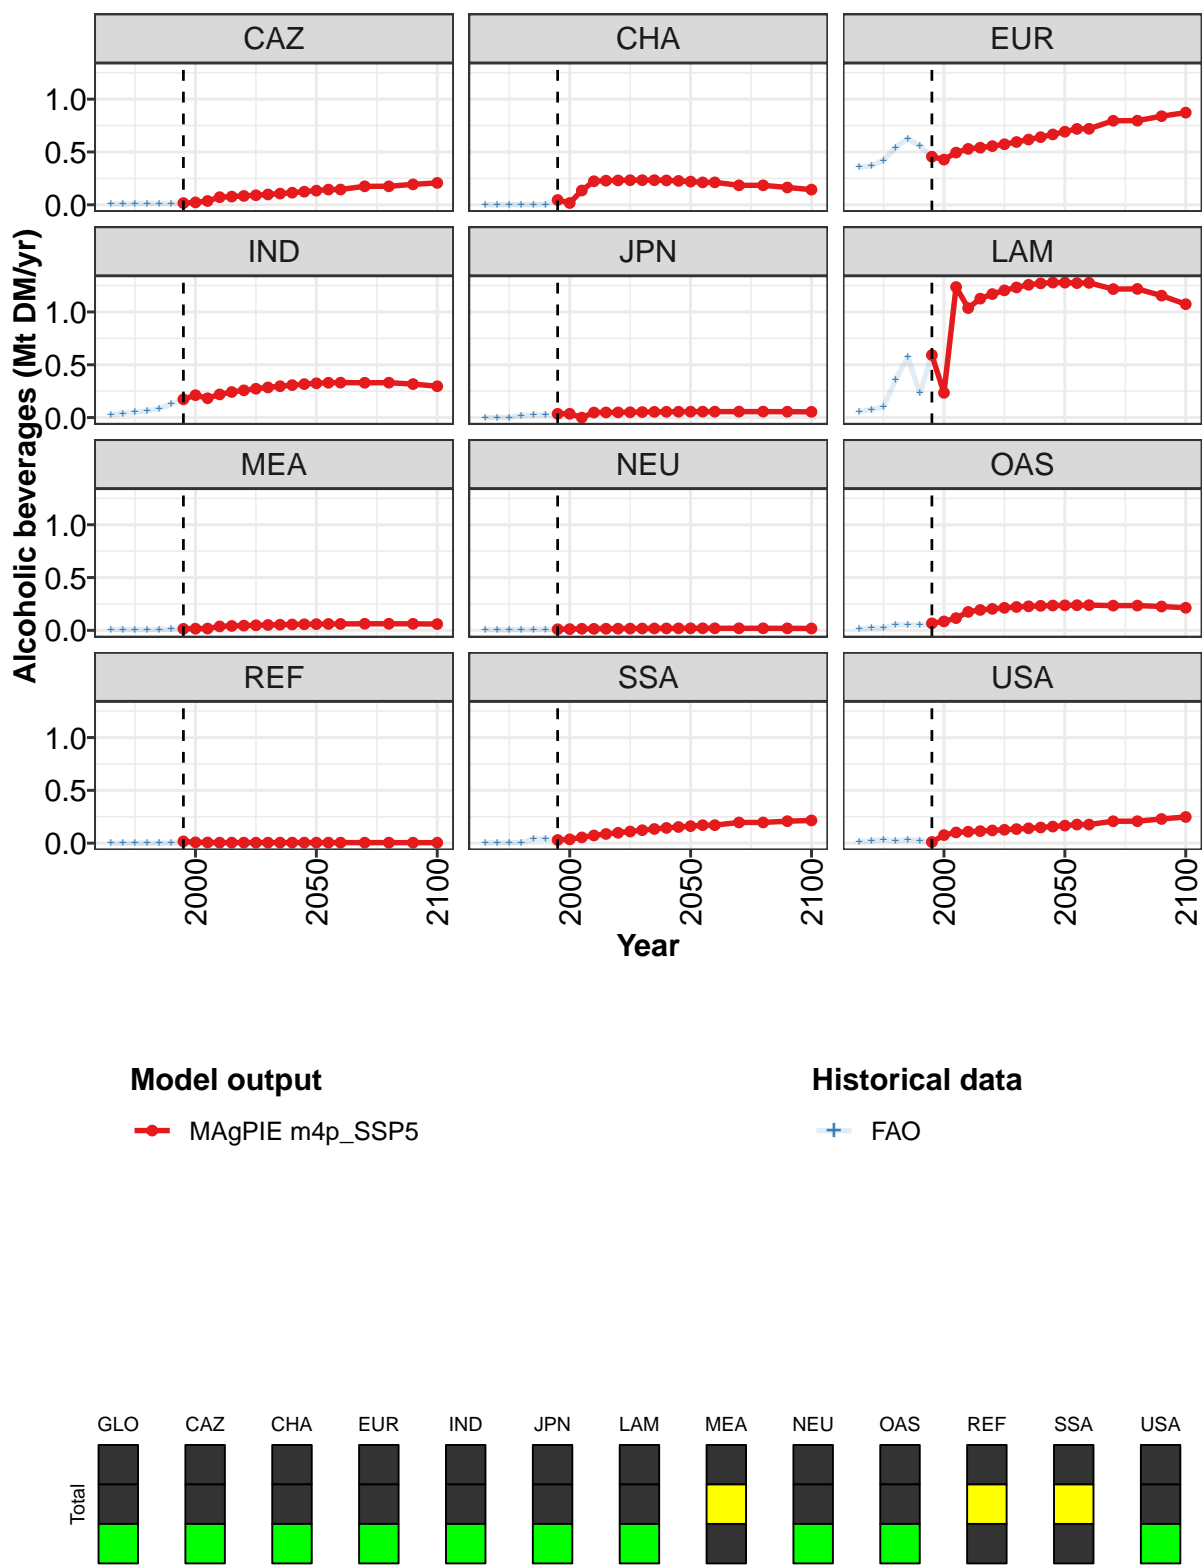 CAZ CHA EUR
1.0
0.5
0.0
IND JPN LAM
1.0
0.5
0.0
MEA NEU OAS
1.0
0.5
0.0
REF SSA USA
1.0
0.5
0.0
2000 2050 2100 2000 2050 2100 2000 2050 2100
Year
Alcoholic beverages (Mt DM/yr)
Model output
MAgPIE m4p_SSP5
Historical data
FAO
GLO CAZ CHA EUR IND JPN LAM MEA NEU OAS REF SSA USA
Total